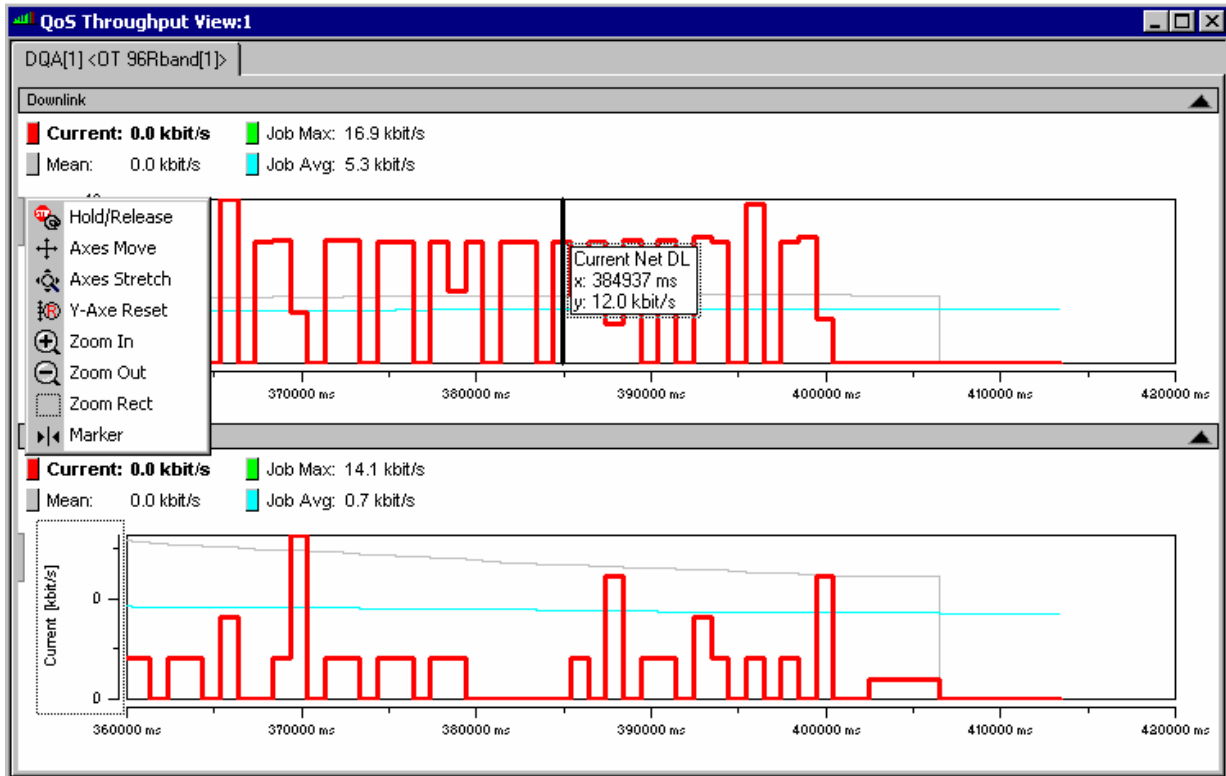 QoS Throughput View:1
DQA[1] <OT 96Rband[1]>
Downlink
Current: 0.0 kbit/s Job Max: 16.9 kbit/s
Mean: 0.0 kbit/s Job Avg: 5.3 kbit/s
Hold/Release
Axes Move
Axes Stretch
Y-Axe Reset
Zoom In
Zoom Out
Zoom Rect
Marker
Current Net DL
x: 384937 ms
y: 12.0 kbit/s
370000 ms 380000 ms 390000 ms 400000 ms 410000 ms 420000 ms
Current: 0.0 kbit/s Job Max: 14.1 kbit/s
Mean: 0.0 kbit/s Job Avg: 0.7 kbit/s
Current [kbit/s]
0
0
360000 ms 370000 ms 380000 ms 390000 ms 400000 ms 410000 ms 420000 ms